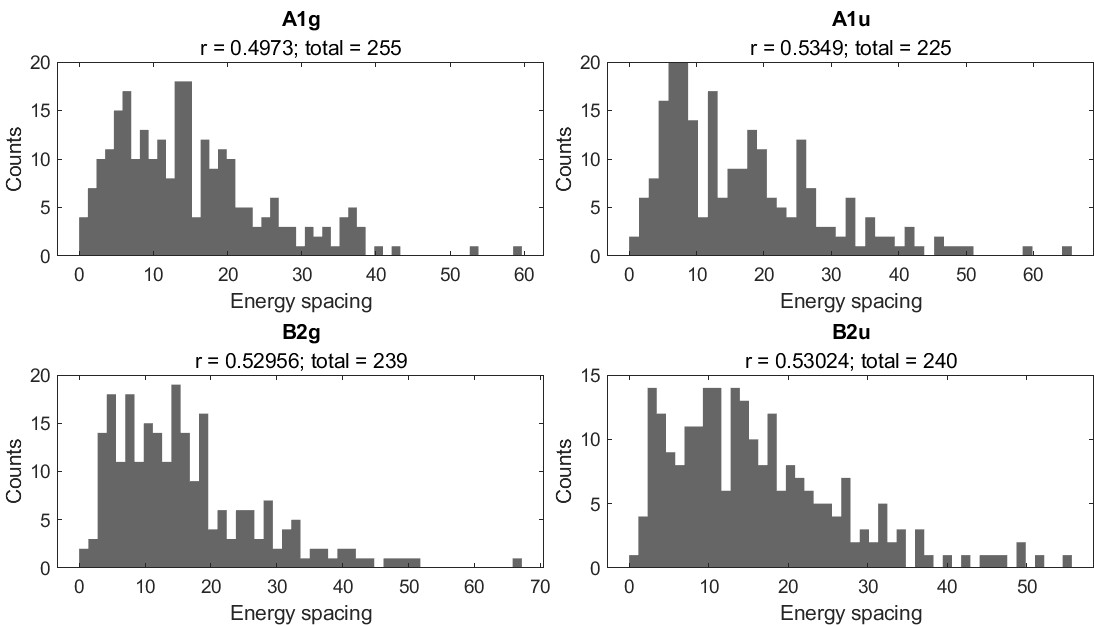 A1g
r = 0.4973; total = 255
20
15
10
5
0
Counts
0 10 20 30 40 50 60
Energy spacing
A1u
r = 0.5349; total = 225
20
15
10
5
0
Counts
0 10 20 30 40 50 60
Energy spacing
B2g
r = 0.52956; total = 239
20
15
10
5
0
Counts
0 10 20 30 40 50 60 70
Energy spacing
B2u
r = 0.53024; total = 240
15
10
5
0
Counts
0 10 20 30 40 50
Energy spacing